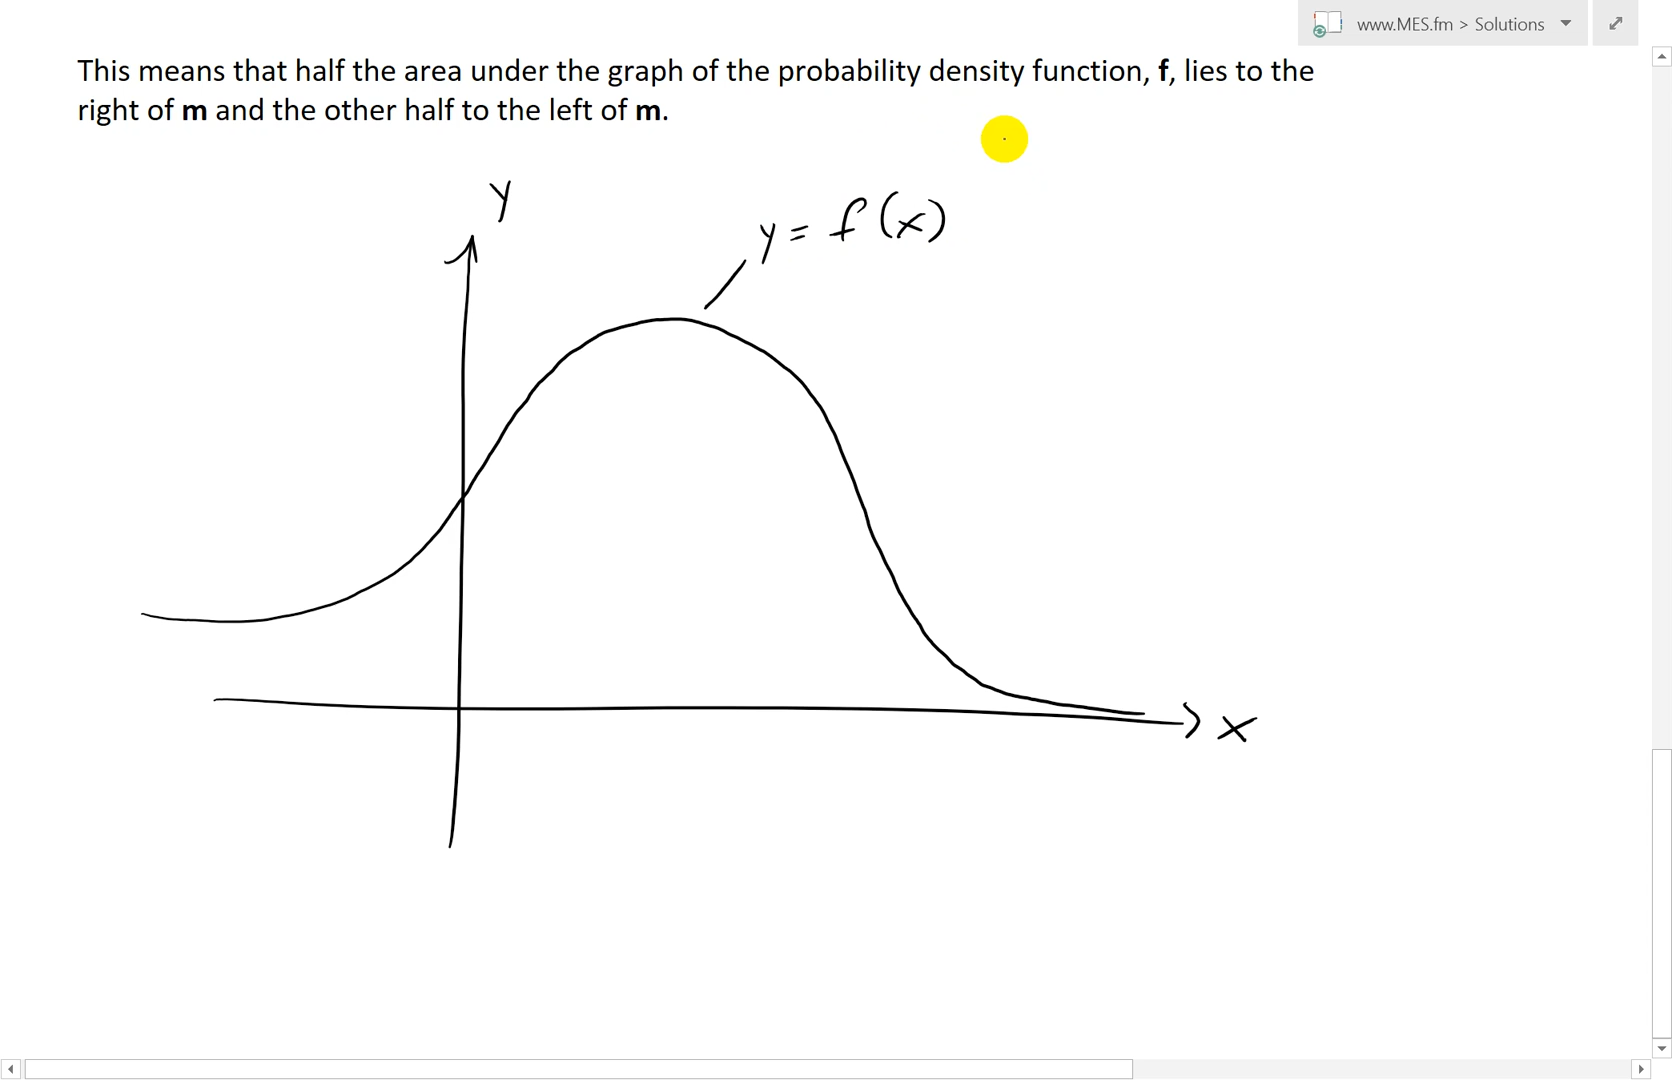 www.MES.fm > Solutions
This means that half the area under the graph of the probability density function, f, lies to the
right of m and the other half to the left of m.
y
y = f(x)
x